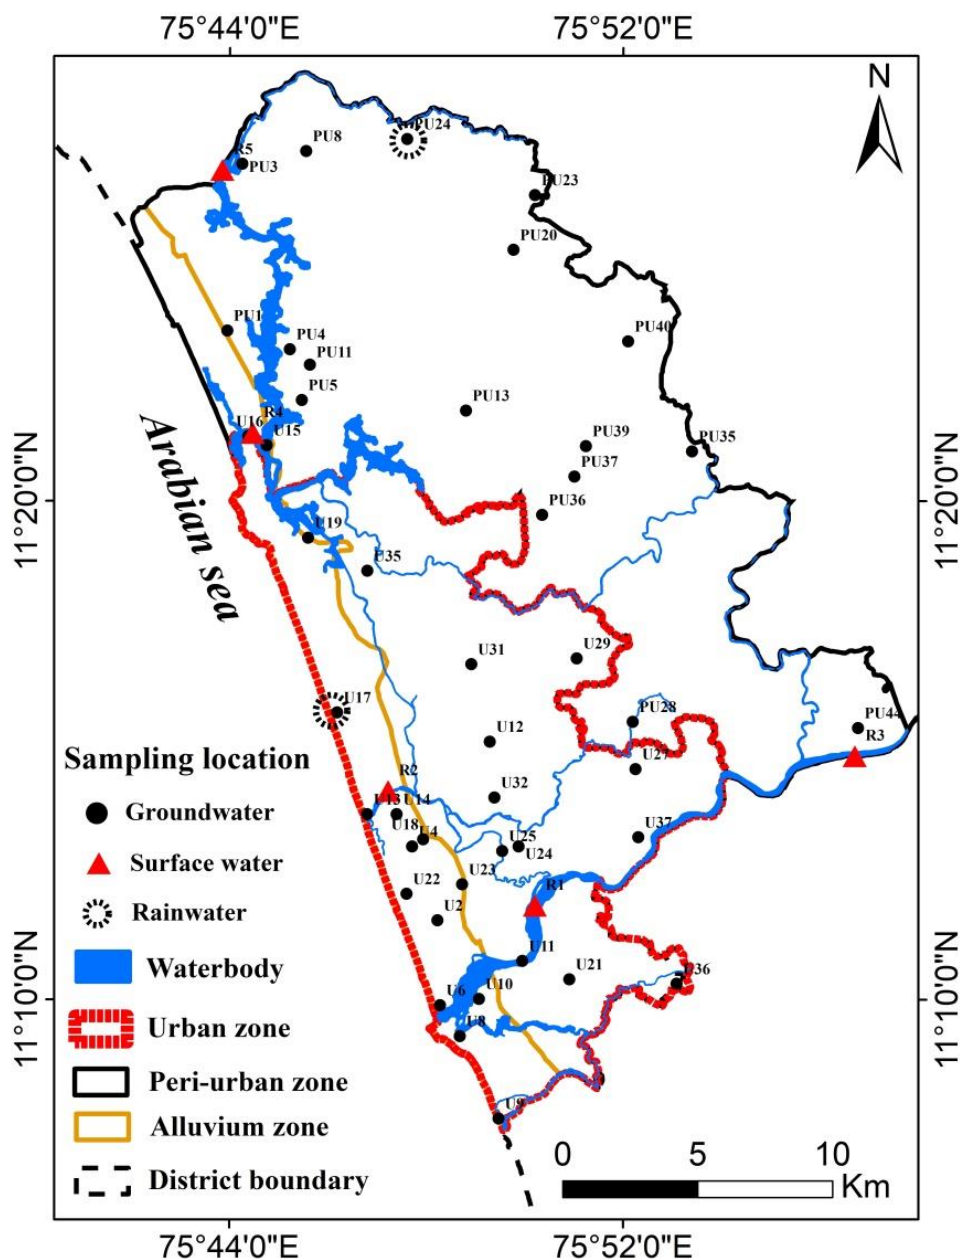 75°44'0"E
75°52'0"E
N
PU24
PU8
R5
PU3
PU23
PU20
PU1
PU40
PU4
PU11
PU5
PU13
R4
U16
U15
PU39
PU35
PU37
PU36
11°20'0"N
11°20'0"N
Arabian sea
U19
U35
U31
U29
U17
PU28
PU44
R3
U12
U27
Sampling location
R2
U32
Groundwater
U13
U14
U18
U4
U37
U25
U24
Surface water
U23
U22
R1
Rainwater
U2
U11
Waterbody
U21
U36
11°10'0"N
11°10'0"N
U10
U6
Urban zone
U8
Peri-urban zone
U9
Alluvium zone
0
5
10
Km
District boundary
75°44'0"E
75°52'0"E